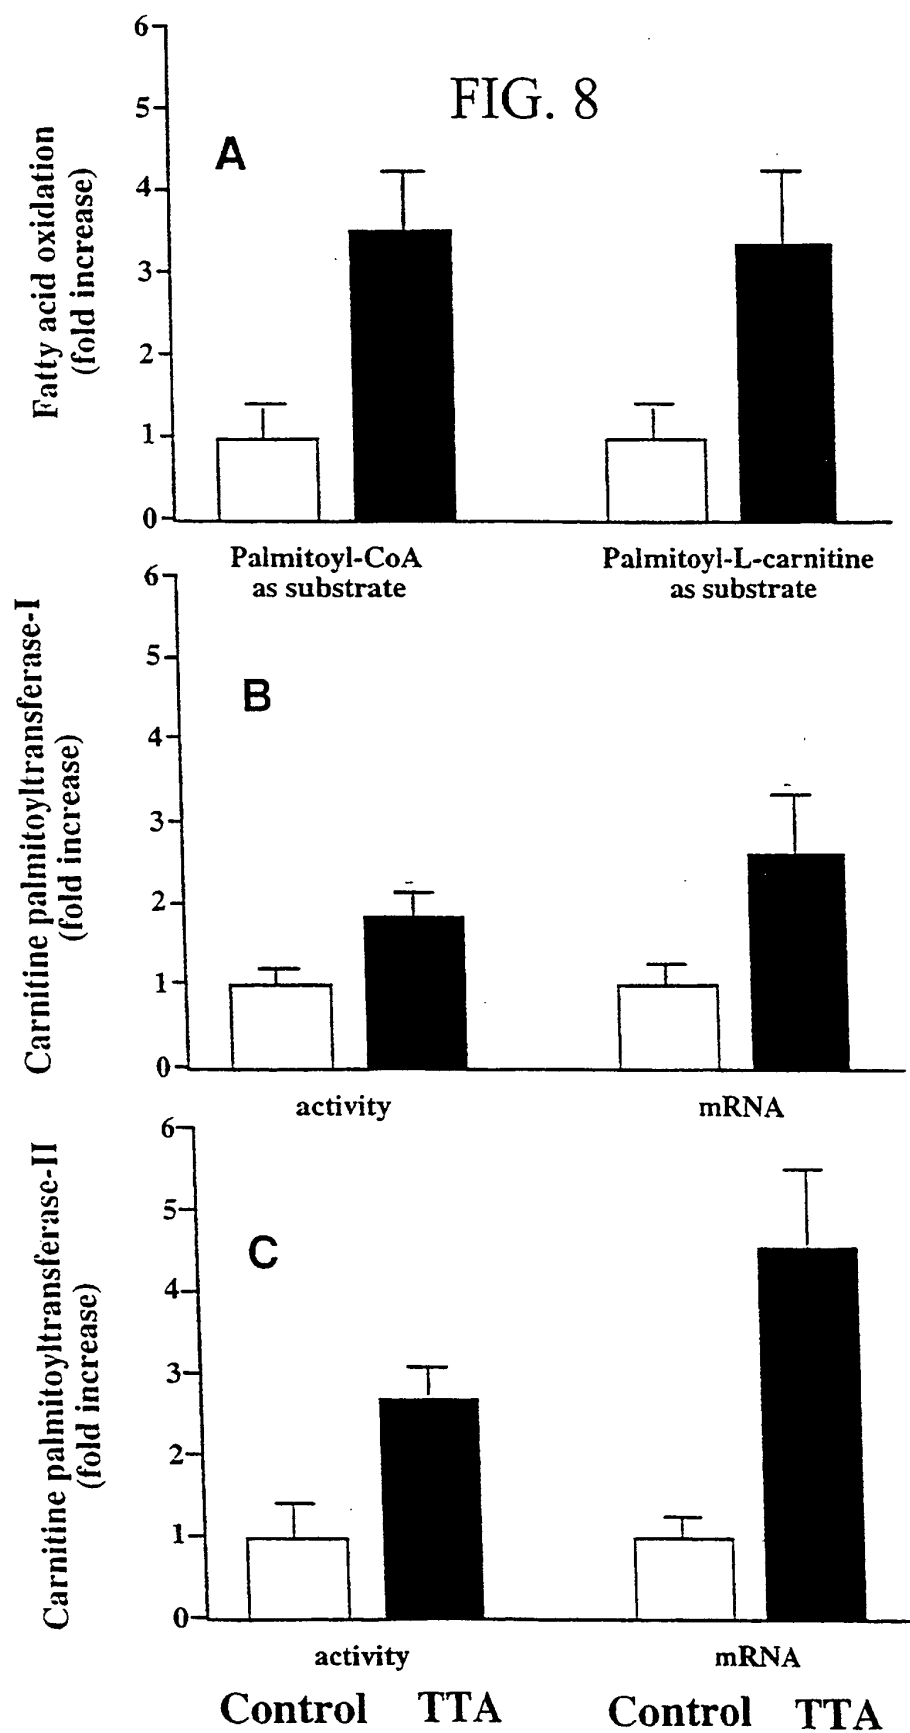 FIG. 8
A
Fatty acid oxidation
(fold increase)
6
5
4
3
2
1
0
Palmitoyl-CoA
as substrate
Palmitoyl-L-carnitine
as substrate
B
Carnitine palmitoyltransferase-I
(fold increase)
6
5
4
3
2
1
0
activity
mRNA
C
Carnitine palmitoyltransferase-II
(fold increase)
6
5
4
3
2
1
0
activity
mRNA
Control TTA
Control TTA